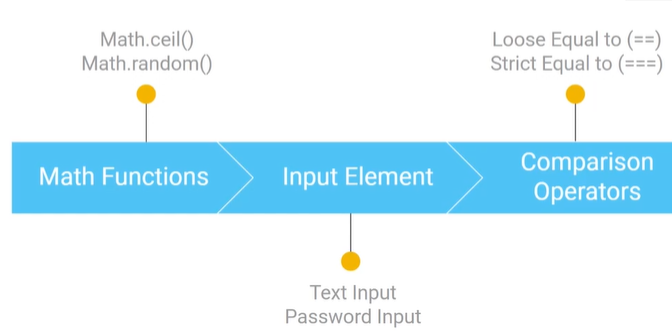 Math.ceil()
Math.random()
Loose Equal to (==)
Strict Equal to (===)
Math Functions
Input Element
Comparison
Operators
Text Input
Password Input